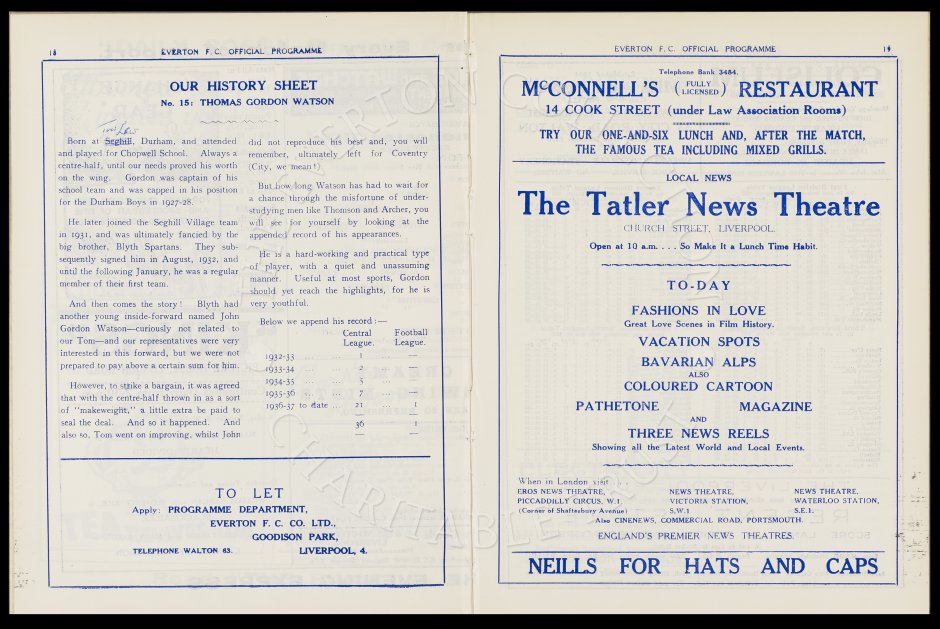 18
EVERTON F. C. OFFICIAL PROGRAMME
OUR HISTORY SHEET
No. 15: THOMAS GORDON WATSON
Born at Seghill, Durham, and attended
and played for Chopwell School. Always a
centre-half, until our needs proved his worth
on the wing. Gordon was captain of his
school team and was capped in his position
for the Durham Boys in 1927-28.
He later joined the Seghill Village team
in 1931, and was ultimately fancied by the
big brother, Blyth Spartans. They sub-
sequently signed him in August, 1932, and
until the following January, he was a regular
member of their first team.
And then comes the story! Blyth had
another young inside-forward named John
Gordon Watson—curiously not related to
our Tom—and our representatives were very
interested in this forward, but we were not
prepared to pay above a certain sum for him.
However, to strike a bargain, it was agreed
that with the centre-half thrown in as a sort
of "makeweight," a little extra be paid to
seal the deal. And so it happened. And
also so, Tom went on improving, whilst John
did not reproduce his best and, you will
remember, ultimately left for Coventry
(City, we mean!)
But how long Watson has had to wait for
a chance through the misfortune of under-
studying men like Thomson and Archer, you
will see for yourself by looking at the
appended record of his appearances.
He is a hard-working and practical type
of player, with a quiet and unassuming
manner. Useful at most sports, Gordon
should yet reach the highlights, for he is
very youthful.
Below we append his record :—
Central Football
League. League.
1932-33 ... ... 1 —
1933-34 ... ... 2 —
1934-35 ... ... 5 —
1935-36 ... ... 7 —
1936-37 to date ... 21 1
36 1
TO LET
Apply: PROGRAMME DEPARTMENT,
EVERTON F. C. CO. LTD.,
GOODISON PARK,
TELEPHONE WALTON 63. LIVERPOOL, 4.
EVERTON F. C. OFFICIAL PROGRAMME
19
Telephone Bank 3484.
McCONNELL'S (FULLY LICENSED) RESTAURANT
14 COOK STREET (under Law Association Rooms)
TRY OUR ONE-AND-SIX LUNCH AND, AFTER THE MATCH,
THE FAMOUS TEA INCLUDING MIXED GRILLS.
LOCAL NEWS
The Tatler News Theatre
CHURCH STREET, LIVERPOOL.
Open at 10 a.m. . . . So Make It a Lunch Time Habit.
TO-DAY
FASHIONS IN LOVE
Great Love Scenes in Film History.
VACATION SPOTS
BAVARIAN ALPS
ALSO
COLOURED CARTOON
PATHETONE MAGAZINE
AND
THREE NEWS REELS
Showing all the Latest World and Local Events.
When in London visit . . .
EROS NEWS THEATRE, NEWS THEATRE, NEWS THEATRE,
PICCADILLY CIRCUS, W.1. VICTORIA STATION, WATERLOO STATION,
(Corner of Shaftesbury Avenue) S.W.1 S.E.1.
Also CINENEWS, COMMERCIAL ROAD, PORTSMOUTH.
ENGLAND'S PREMIER NEWS THEATRES.
NEILLS FOR HATS AND CAPS
EVERTON COLLECTION
CHARITABLE TRUST